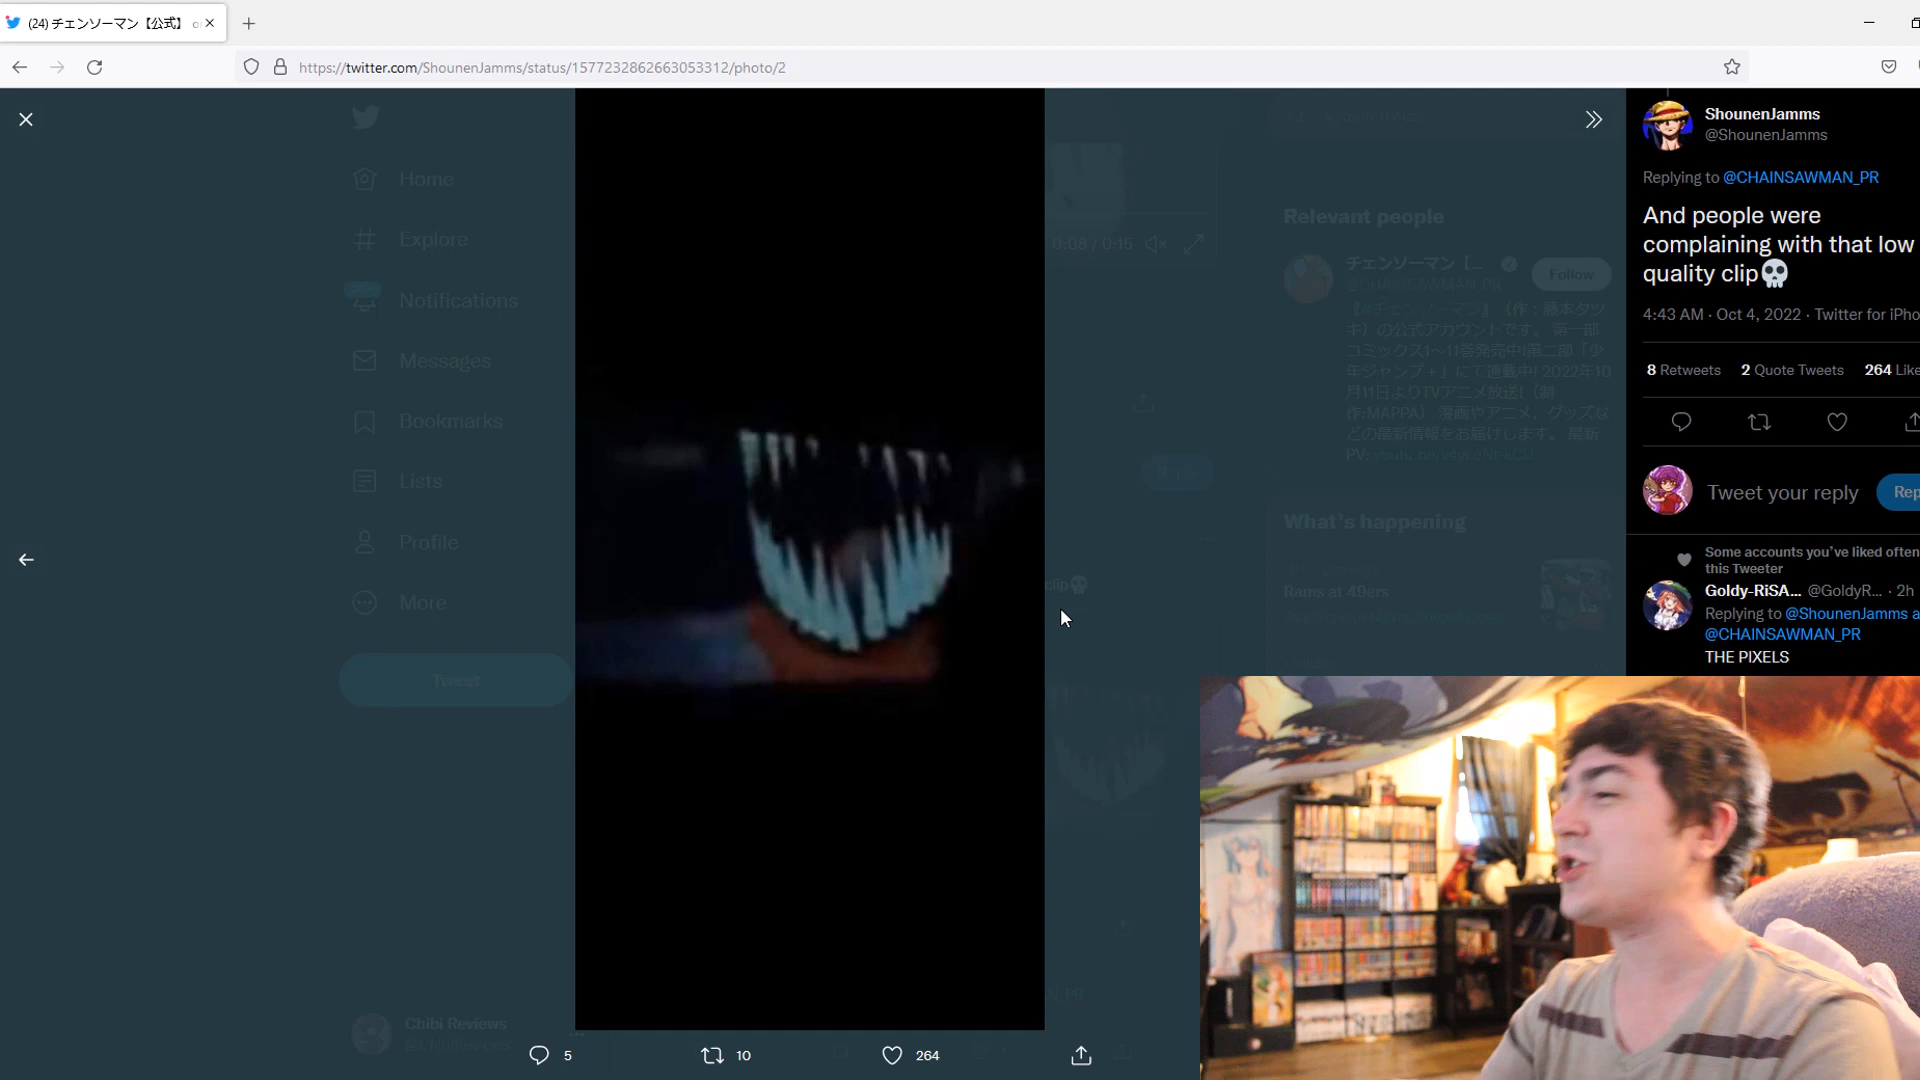 (24) チェンソーマン【公式】 o
https://twitter.com/ShounenJamms/status/1577232862663053312/photo/2
Home
Explore
Notifications
Messages
Bookmarks
Lists
Profile
More
Tweet
Chibi Reviews
5
10
264
0:08 / 0:15
clip💀
Relevant people
チェンソーマン【...
@CHAINSAWMAN_PR
Follow
『#チェンソーマン』（作：藤本タツ
キ）の公式アカウントです。 第一部
コミックス1〜11巻発売中!第二部「少
年ジャンプ＋」にて連載中! 2022年10
月11日よりTVアニメ放送!（制
作:MAPPA） 漫画やアニメ、グッズな
どの最新情報をお届けします。 最新
What's happening
Rams at 49ers
N_PR
ShounenJamms
@ShounenJamms
Replying to @CHAINSAWMAN_PR
And people were
complaining with that low
quality clip💀
4:43 AM · Oct 4, 2022 · Twitter for iPho
8 Retweets 2 Quote Tweets 264 Like
Tweet your reply
Rep
Some accounts you've liked often
this Tweeter
Goldy-RiSA... @GoldyR... · 2h
Replying to @ShounenJamms a
@CHAINSAWMAN_PR
THE PIXELS